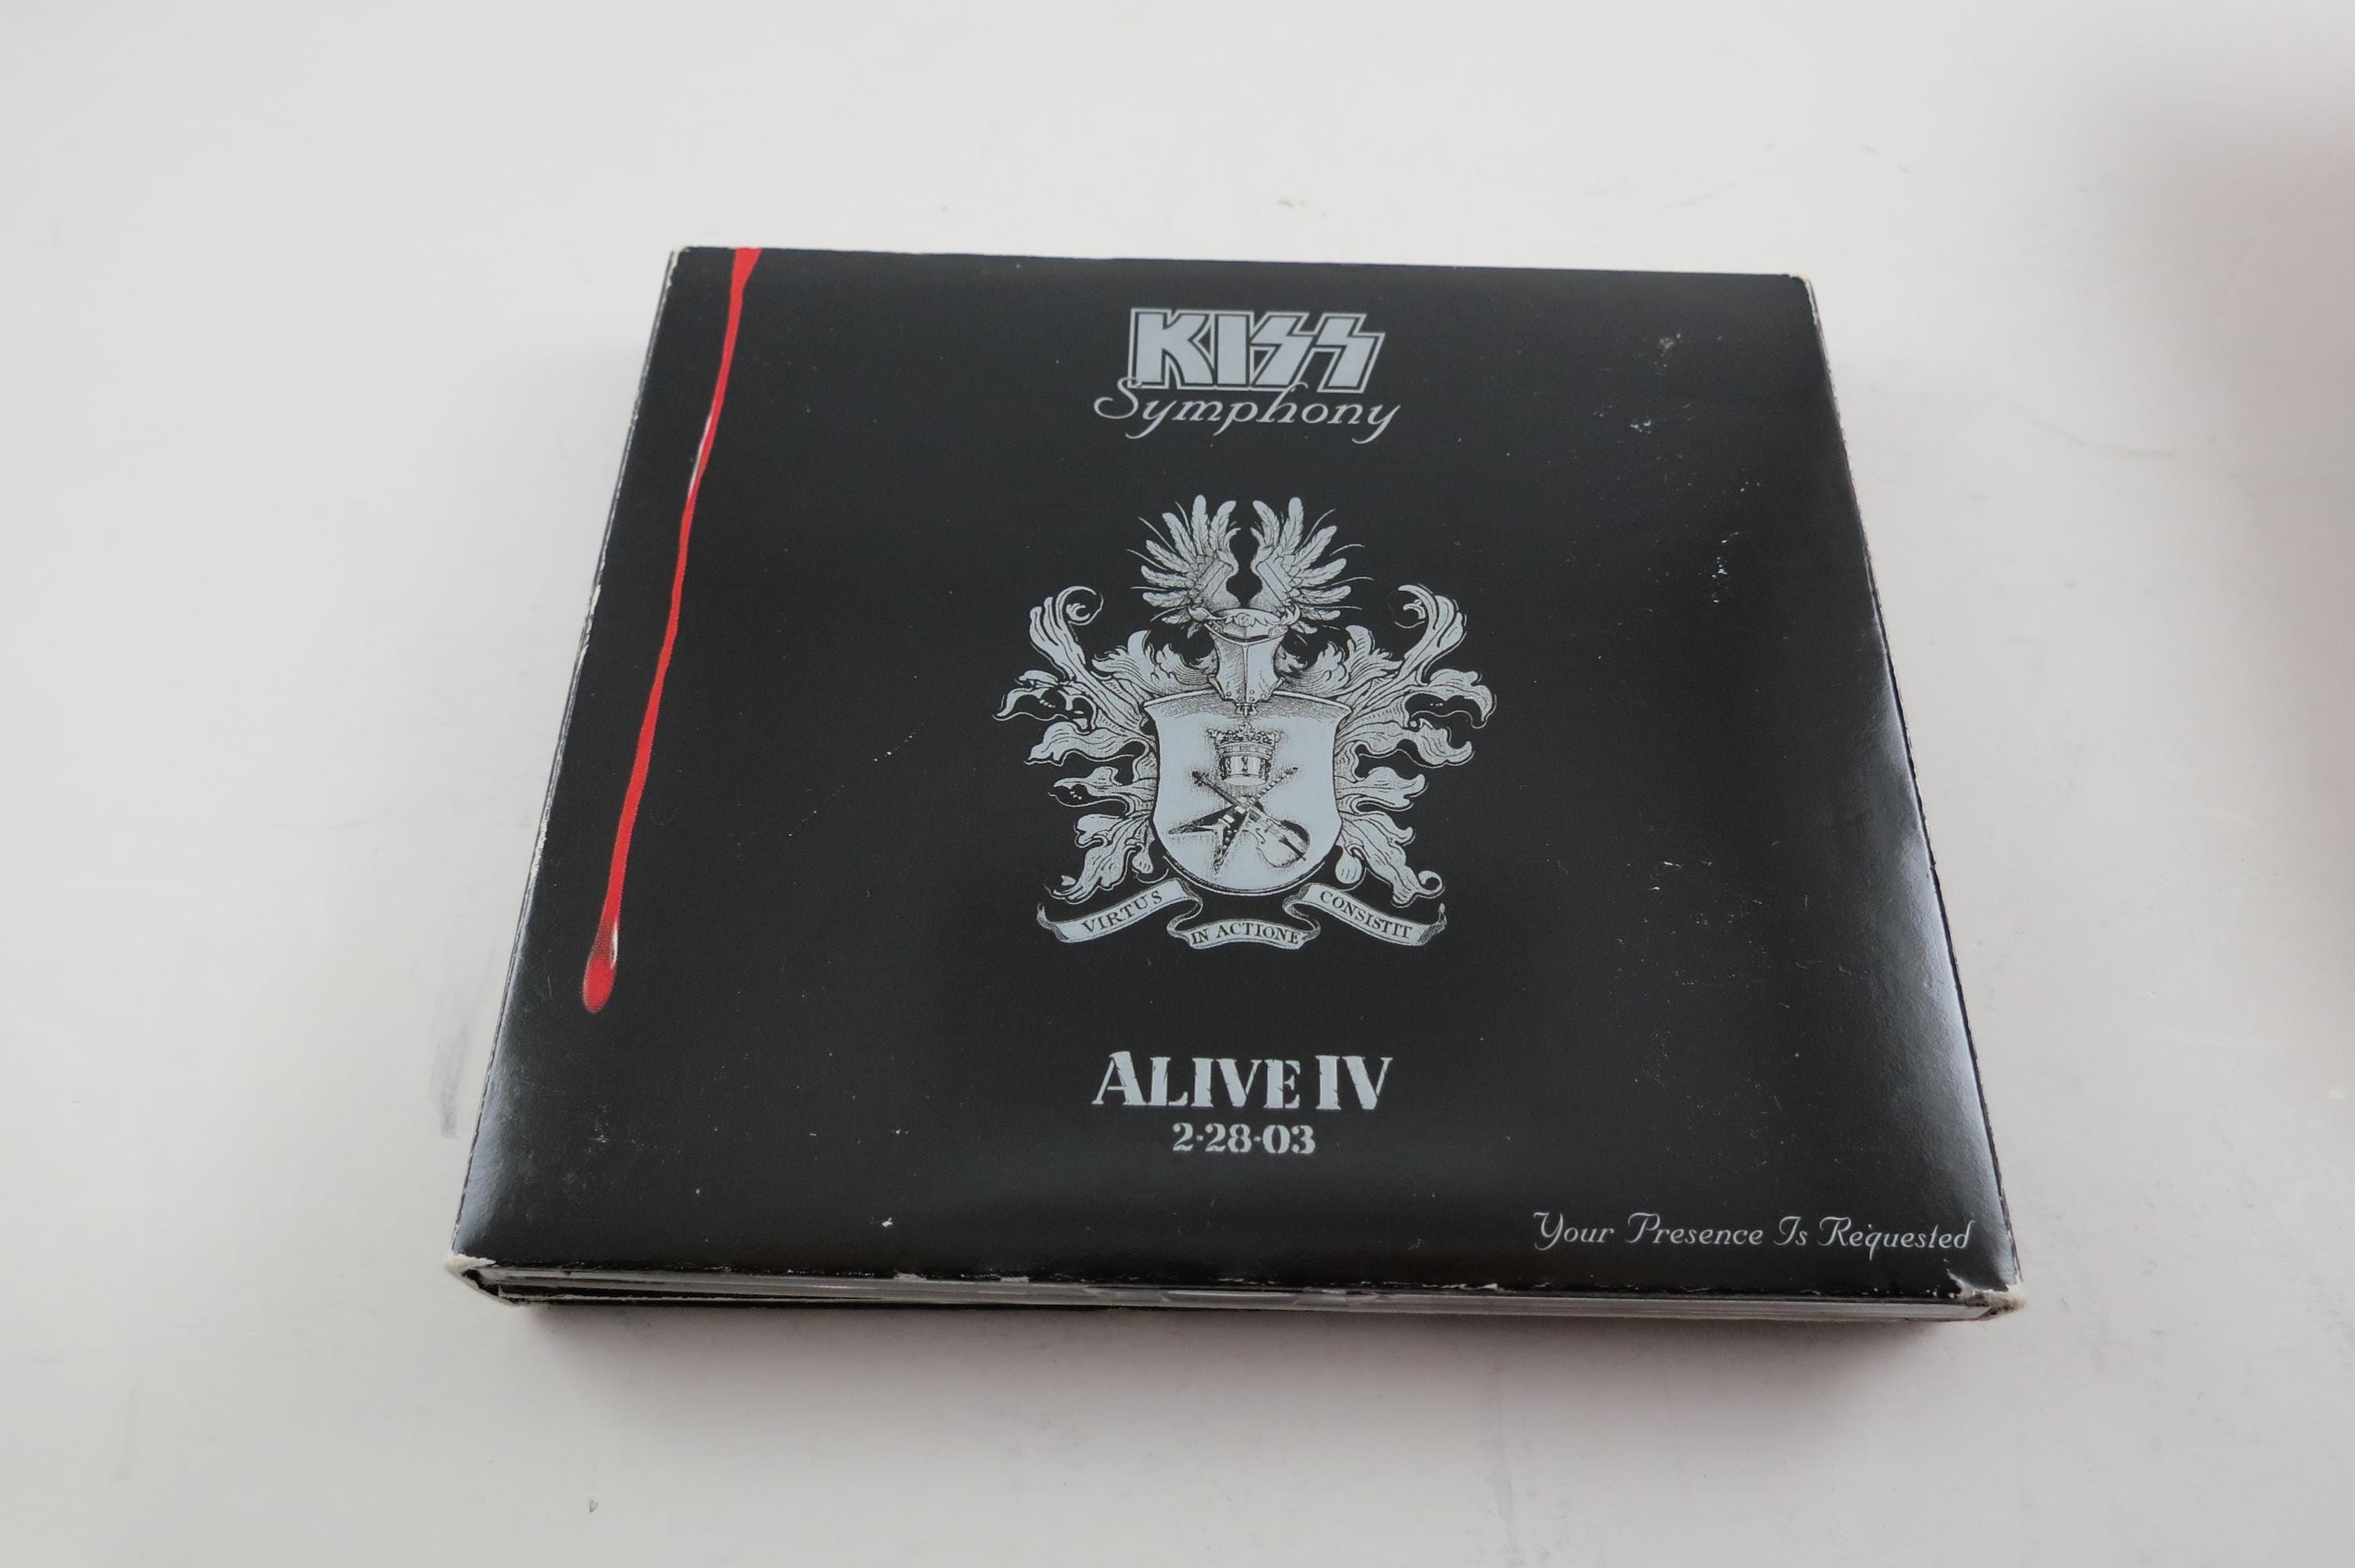 KISS
Symphony
VIRTUS IN ACTIONE CONSISTIT
ALIVE IV
2·28·03
Your Presence Is Requested